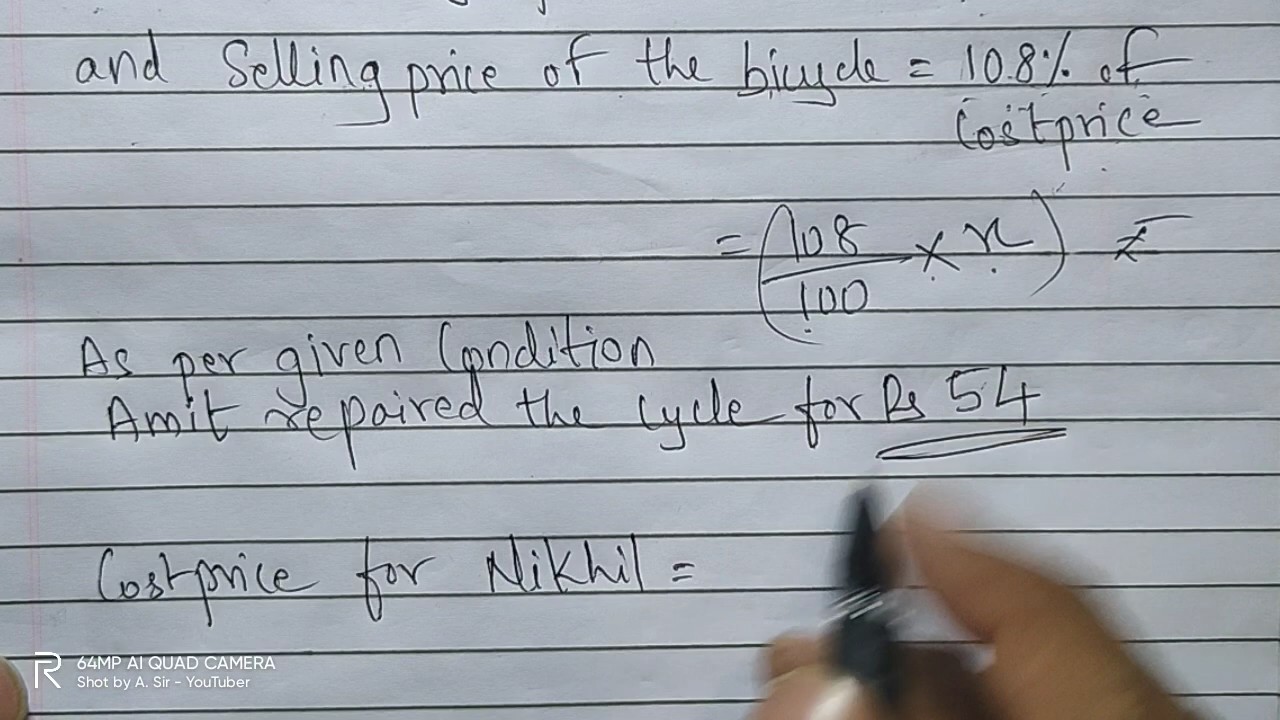 and Selling price of the bicycle = 108% of
Costprice
= (108/100 × x) ₹
As per given Condition
Amit repaired the cycle for Rs 54
Costprice for Nikhil =
64MP AI QUAD CAMERA
Shot by A. Sir - YouTuber